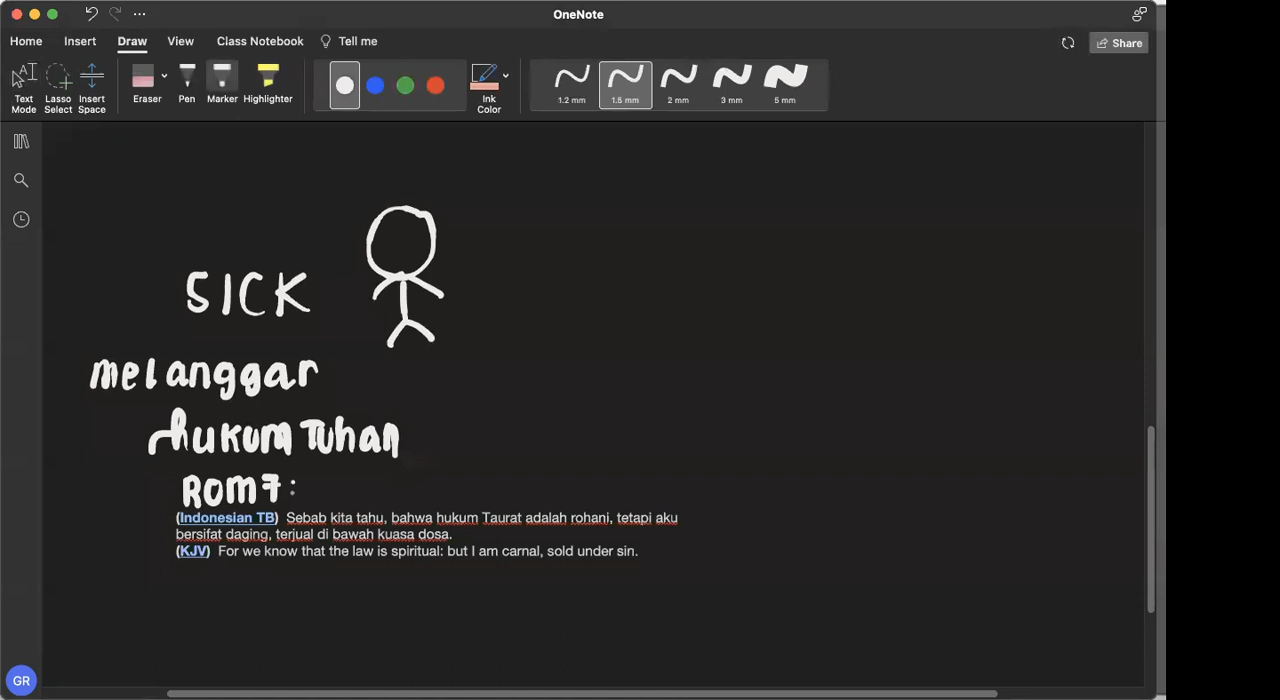 OneNote
Home Insert Draw View Class Notebook Tell me
Share
Text Mode
Lasso Select
Insert Space
Eraser
Pen
Marker
Highlighter
Ink Color
1.2 mm
1.5 mm
2 mm
3 mm
5 mm
SICK
melanggar
hukum Tuhan
ROM 7 :
(Indonesian TB) Sebab kita tahu, bahwa hukum Taurat adalah rohani, tetapi aku
bersifat daging, terjual di bawah kuasa dosa.
(KJV) For we know that the law is spiritual: but I am carnal, sold under sin.
GR